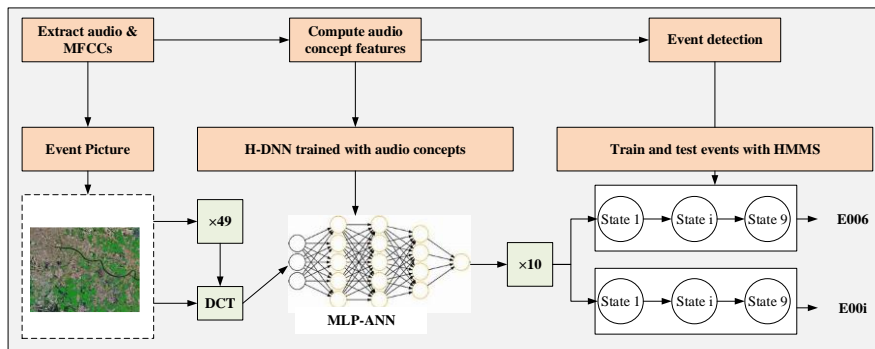 Extract audio &
MFCCs
Compute audio
concept features
Event detection
Event Picture
H-DNN trained with audio concepts
Train and test events with HMMS
×49
DCT
MLP-ANN
×10
State 1
State i
State 9
E006
State 1
State i
State 9
E00i